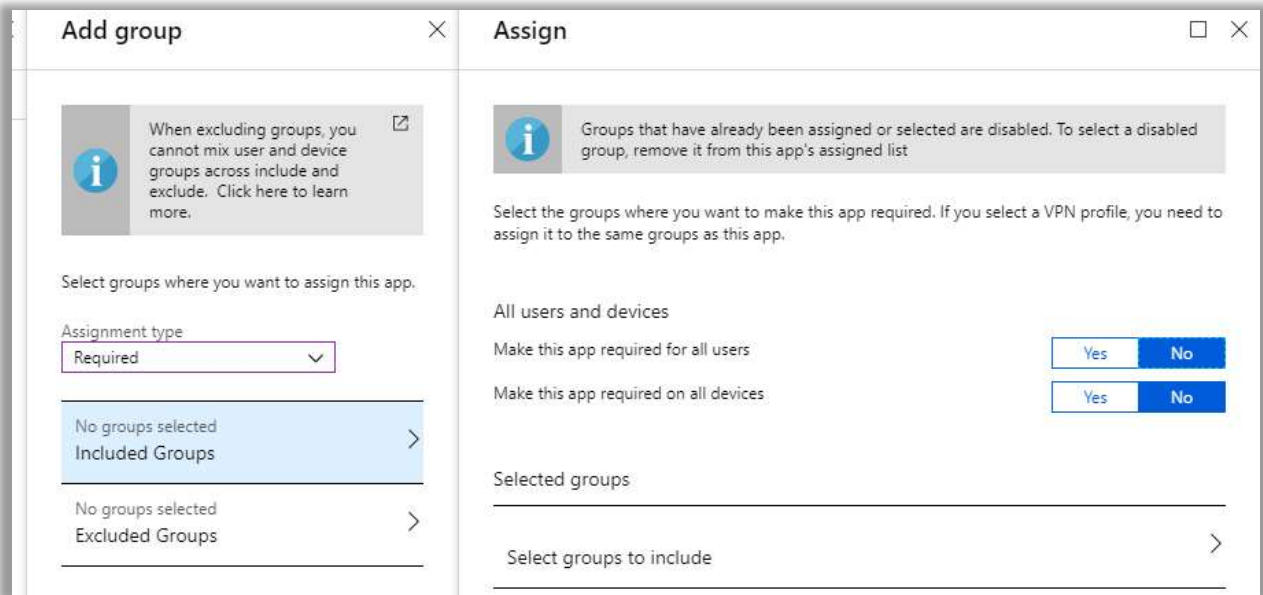 Add group
When excluding groups, you
cannot mix user and device
groups across include and
exclude. Click here to learn
more.
Select groups where you want to assign this app.
Assignment type
Required
No groups selected
Included Groups
No groups selected
Excluded Groups
Assign
Groups that have already been assigned or selected are disabled. To select a disabled
group, remove it from this app's assigned list
Select the groups where you want to make this app required. If you select a VPN profile, you need to
assign it to the same groups as this app.
All users and devices
Make this app required for all users Yes No
Make this app required on all devices Yes No
Selected groups
Select groups to include